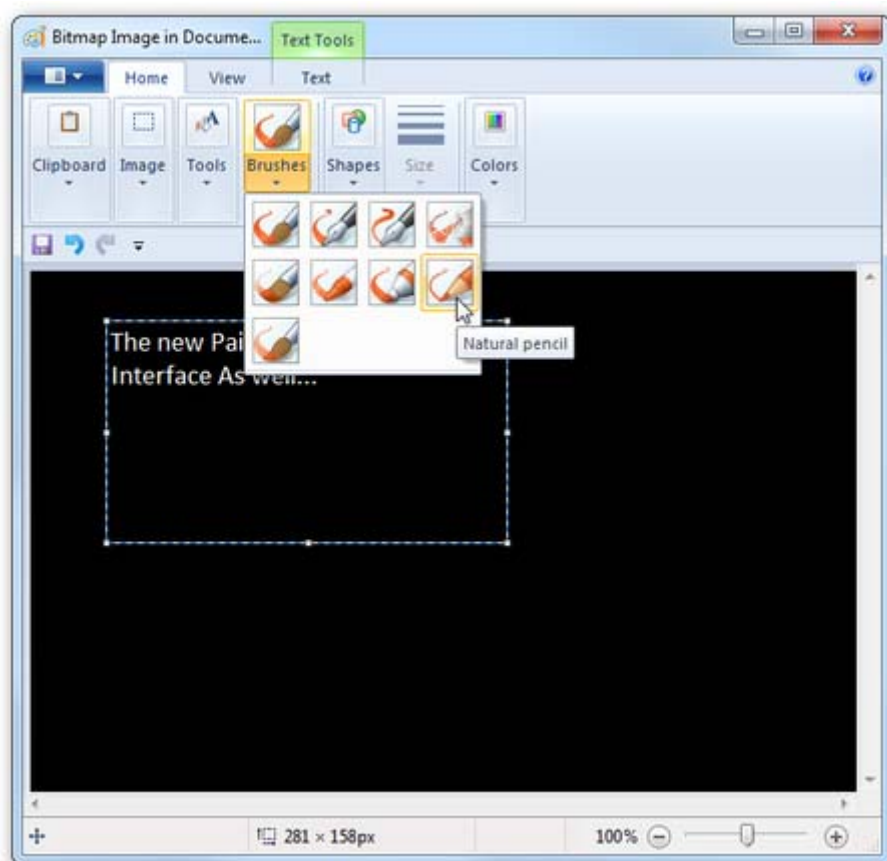 Bitmap Image in Docume... Text Tools
Home View Text
Clipboard Image Tools Brushes Shapes Size Colors
The new Pai
Natural pencil
Interface As well...
281 × 158px 100%